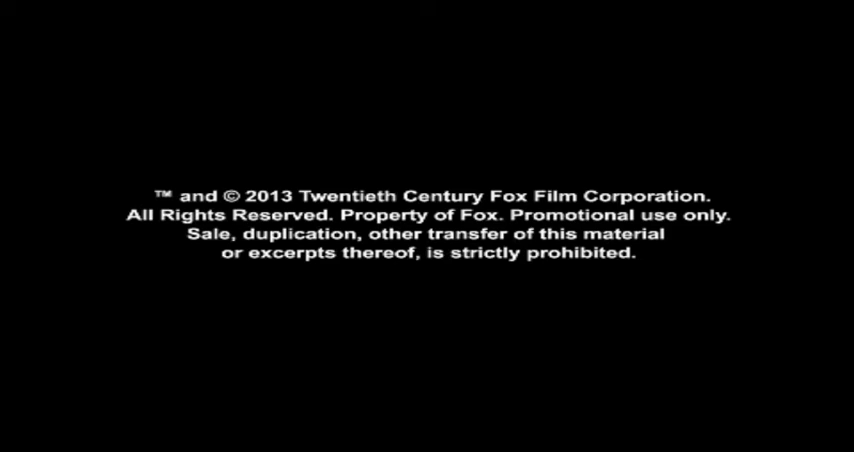 ™ and © 2013 Twentieth Century Fox Film Corporation.
All Rights Reserved. Property of Fox. Promotional use only.
Sale, duplication, other transfer of this material
or excerpts thereof, is strictly prohibited.